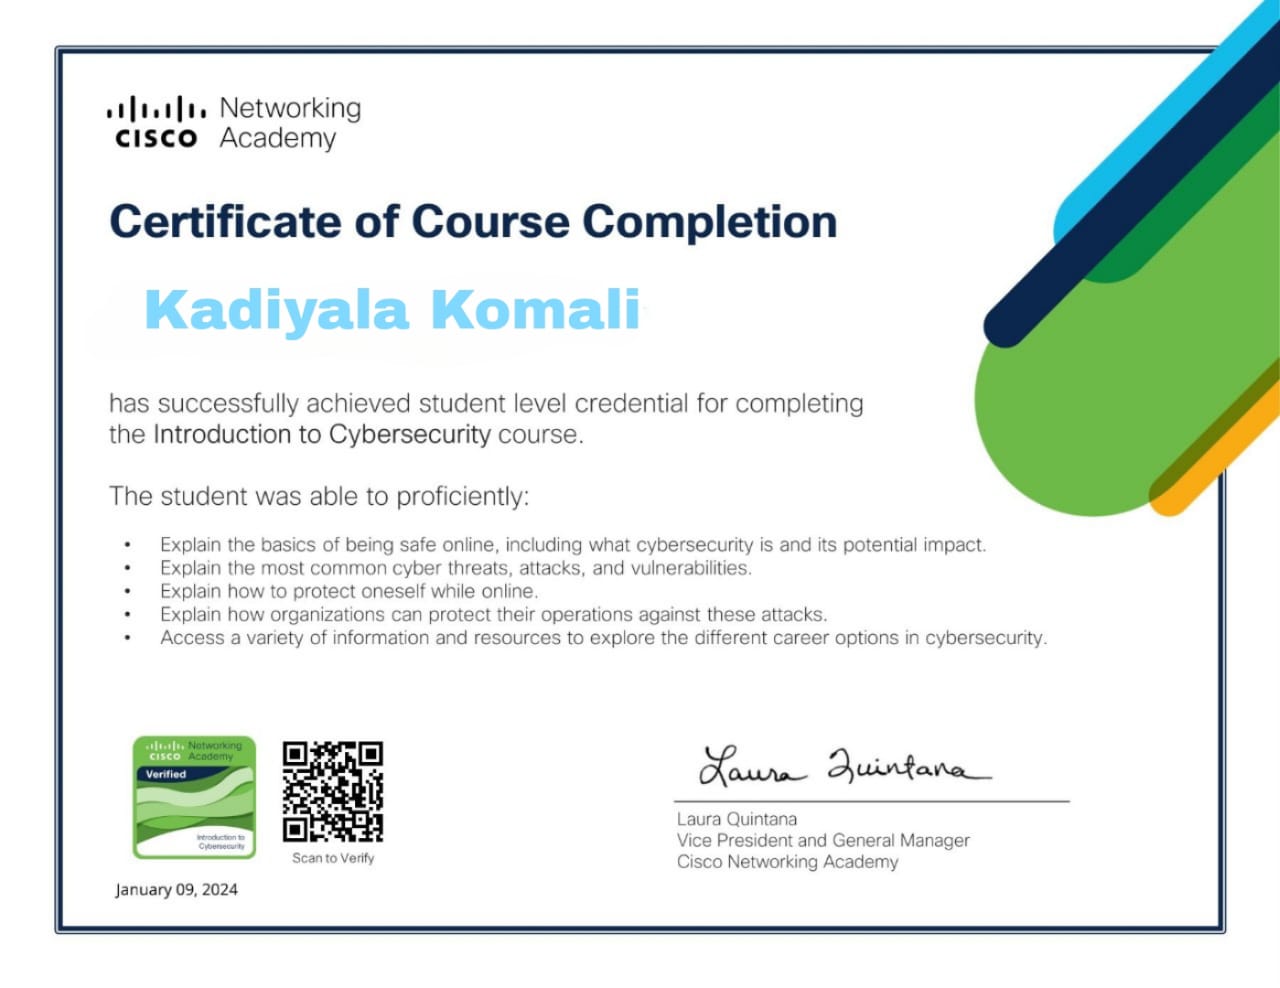 Networking
CISCO Academy
Certificate of Course Completion
Kadiyala Komali
has successfully achieved student level credential for completing
the Introduction to Cybersecurity course.
The student was able to proficiently:
• Explain the basics of being safe online, including what cybersecurity is and its potential impact.
• Explain the most common cyber threats, attacks, and vulnerabilities.
• Explain how to protect oneself while online.
• Explain how organizations can protect their operations against these attacks.
• Access a variety of information and resources to explore the different career options in cybersecurity.
Networking
CISCO Academy
Verified
Introduction to
Cybersecurity
Scan to Verify
January 09, 2024
Laura Quintana
Laura Quintana
Vice President and General Manager
Cisco Networking Academy